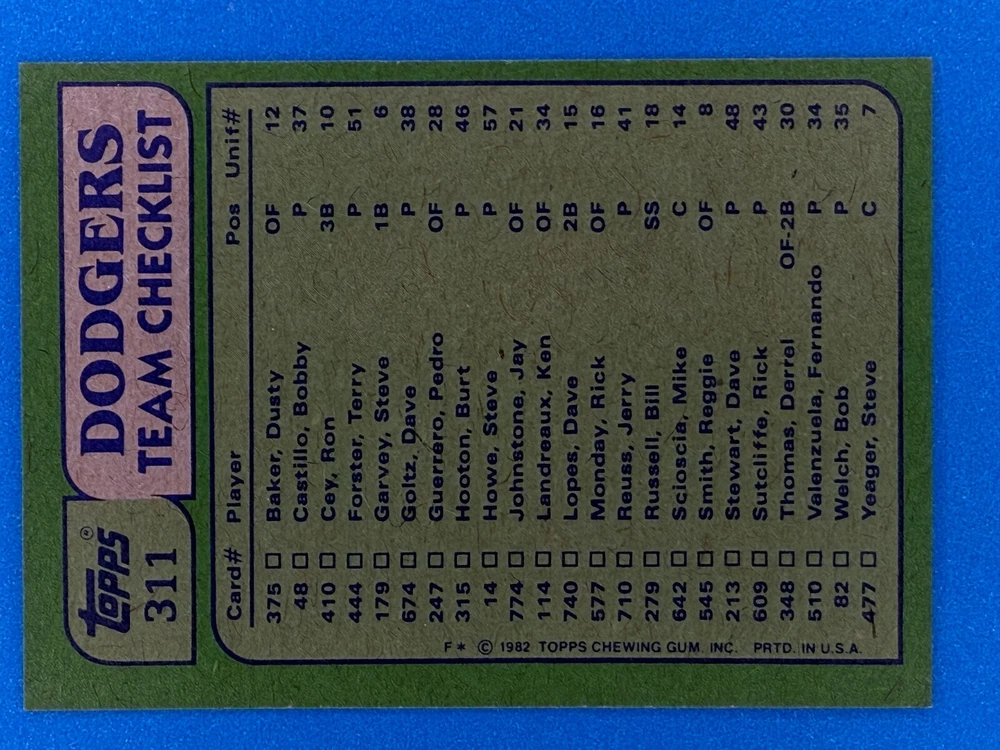 Topps®
311
DODGERS
TEAM CHECKLIST
Card# Player Pos Unif#
375 □ Baker, Dusty OF 12
48 □ Castillo, Bobby P 37
410 □ Cey, Ron 3B 10
444 □ Forster, Terry P 51
179 □ Garvey, Steve 1B 6
674 □ Goltz, Dave P 38
247 □ Guerrero, Pedro OF 28
315 □ Hooton, Burt P 46
14 □ Howe, Steve P 57
774 □ Johnstone, Jay OF 21
114 □ Landreaux, Ken OF 34
740 □ Lopes, Dave 2B 15
577 □ Monday, Rick OF 16
710 □ Reuss, Jerry P 41
279 □ Russell, Bill SS 18
642 □ Scioscia, Mike C 14
545 □ Smith, Reggie OF 8
213 □ Stewart, Dave P 48
609 □ Sutcliffe, Rick P 43
348 □ Thomas, Derrel OF-2B 30
510 □ Valenzuela, Fernando P 34
82 □ Welch, Bob P 35
477 □ Yeager, Steve C 7
F* © 1982 TOPPS CHEWING GUM, INC. PRTD. IN U.S.A.